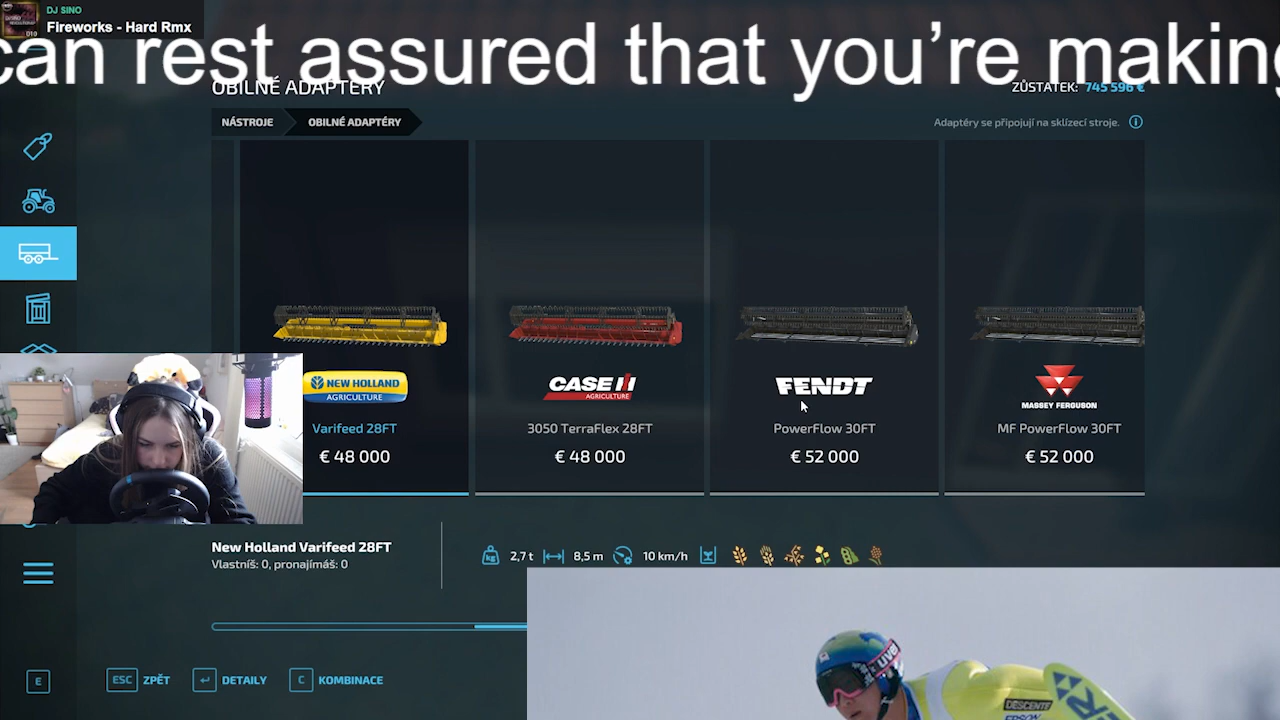 DJ SINO
Fireworks - Hard Rmx
can rest assured that you're making
OBILNÉ ADAPTÉRY
ZŮSTATEK: 745 596 €
NÁSTROJE
OBILNÉ ADAPTÉRY
Adaptéry se připojují na sklízecí stroje.
NEW HOLLAND
AGRICULTURE
Varifeed 28FT
€ 48 000
CASE IH
AGRICULTURE
3050 TerraFlex 28FT
€ 48 000
FENDT
PowerFlow 30FT
€ 52 000
MASSEY FERGUSON
MF PowerFlow 30FT
€ 52 000
New Holland Varifeed 28FT
Vlastníš: 0, pronajímáš: 0
kg
2,7 t
8,5 m
10 km/h
E
ESC
ZPĚT
DETAILY
C
KOMBINACE
uvex
DESCENTE
EPSON